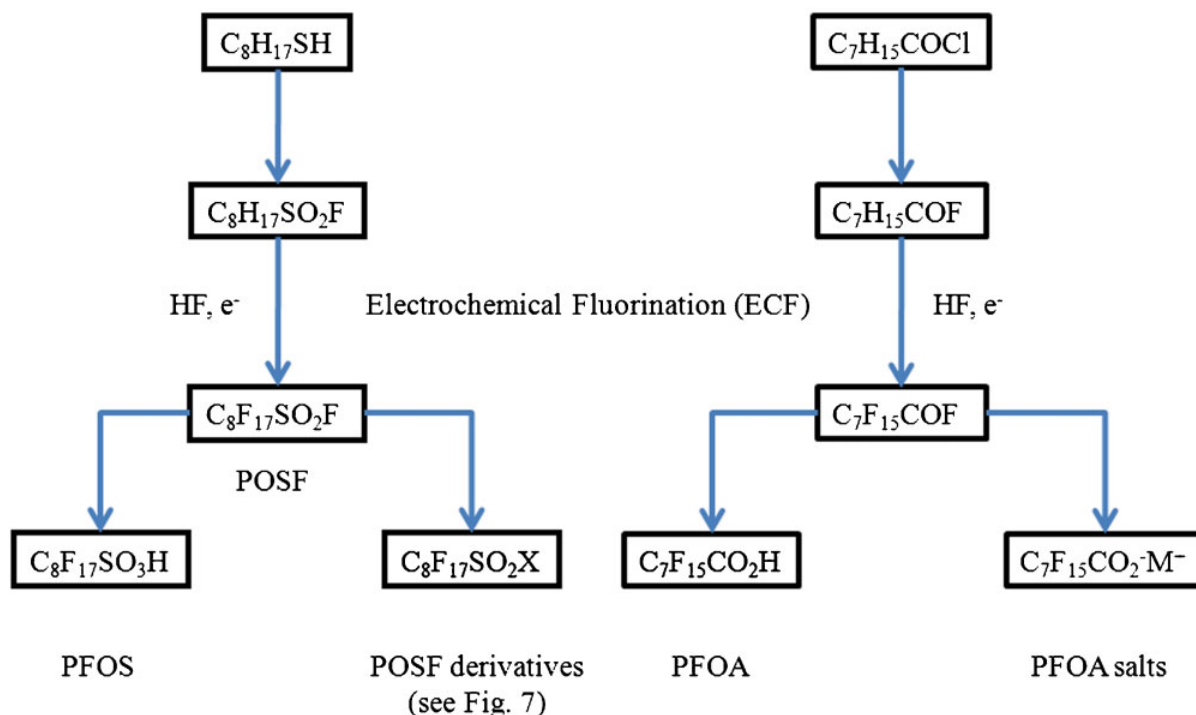 C₈H₁₇SH
C₇H₁₅COCl
C₈H₁₇SO₂F
C₇H₁₅COF
HF, e⁻
Electrochemical Fluorination (ECF)
HF, e⁻
C₈F₁₇SO₂F
C₇F₁₅COF
POSF
C₈F₁₇SO₃H
C₈F₁₇SO₂X
C₇F₁₅CO₂H
C₇F₁₅CO₂⁻M⁺
PFOS
POSF derivatives
(see Fig. 7)
PFOA
PFOA salts